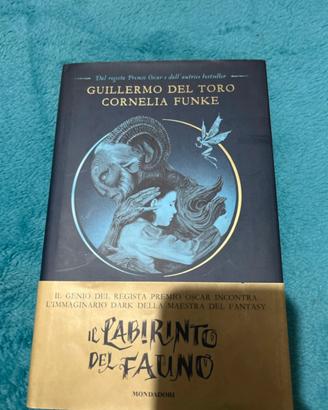 Dal regista Premio Oscar e dall'autrice bestseller
GUILLERMO DEL TORO
CORNELIA FUNKE
IL GENIO DEL REGISTA PREMIO OSCAR INCONTRA
L'IMMAGINARIO DARK DELLA MAESTRA DEL FANTASY
IL LABIRINTO
DEL FAUNO
MONDADORI